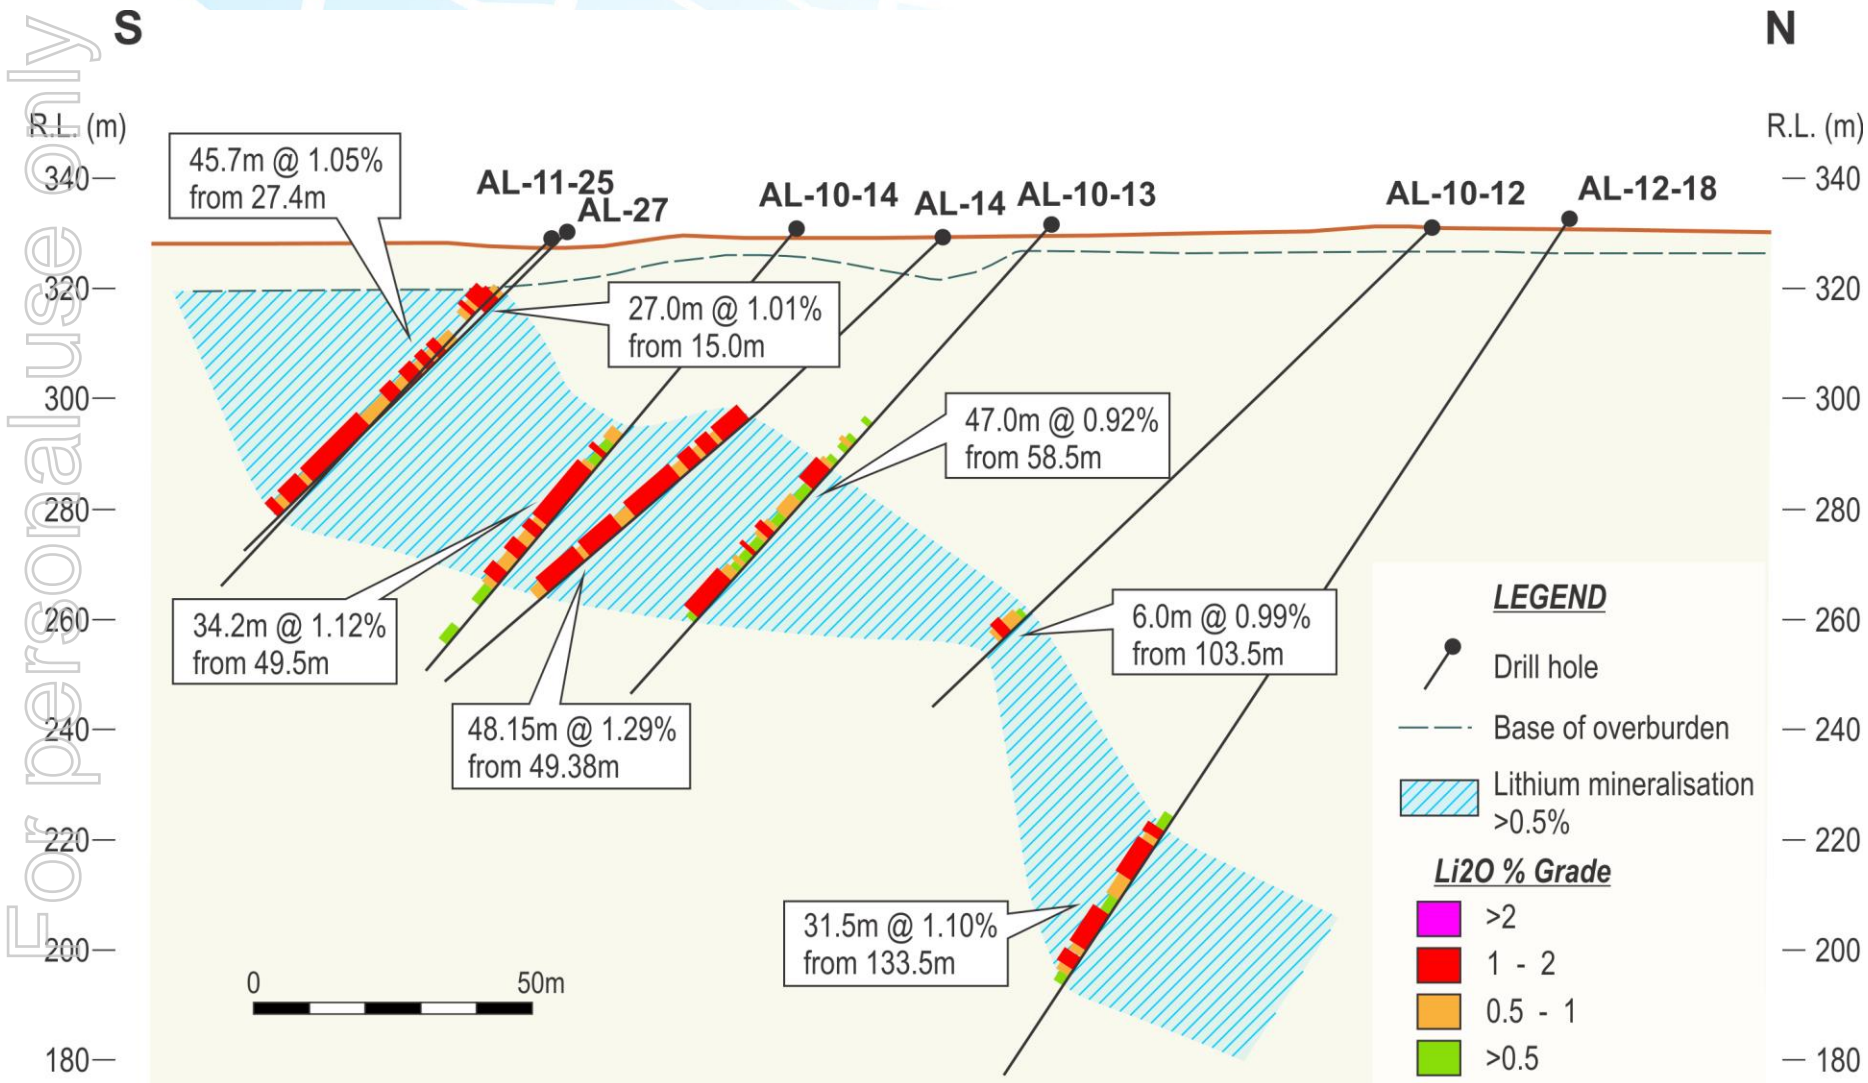 For personal use only
S
N
R.L. (m)
R.L. (m)
340
340
320
320
300
300
280
280
260
260
240
240
220
220
200
200
180
180
AL-11-25
AL-27
AL-10-14
AL-14
AL-10-13
AL-10-12
AL-12-18
45.7m @ 1.05%
from 27.4m
27.0m @ 1.01%
from 15.0m
47.0m @ 0.92%
from 58.5m
34.2m @ 1.12%
from 49.5m
6.0m @ 0.99%
from 103.5m
48.15m @ 1.29%
from 49.38m
31.5m @ 1.10%
from 133.5m
0
50m
LEGEND
Drill hole
Base of overburden
Lithium mineralisation
>0.5%
Li2O % Grade
>2
1 - 2
0.5 - 1
>0.5